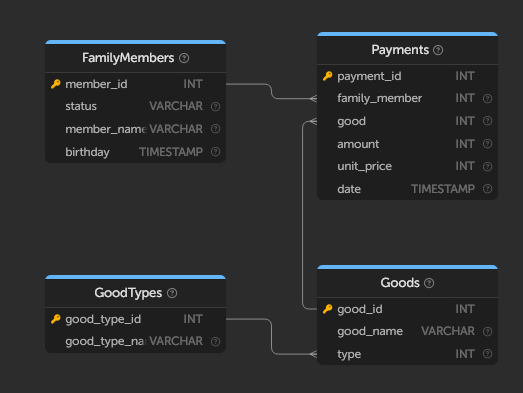 FamilyMembers
member_id INT
status VARCHAR
member_name VARCHAR
birthday TIMESTAMP
Payments
payment_id INT
family_member INT
good INT
amount INT
unit_price INT
date TIMESTAMP
GoodTypes
good_type_id INT
good_type_na VARCHAR
Goods
good_id INT
good_name VARCHAR
type INT